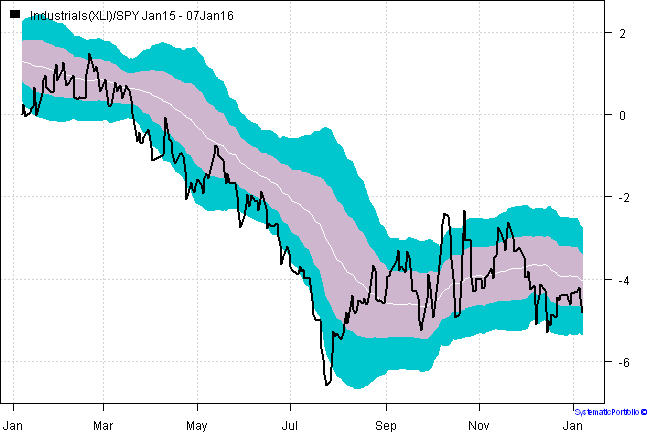 Industrials(XLI)/SPY Jan15 - 07Jan16
2
0
-2
-4
-6
Jan Mar May Jul Sep Nov Jan
SystematicPortfolio ©